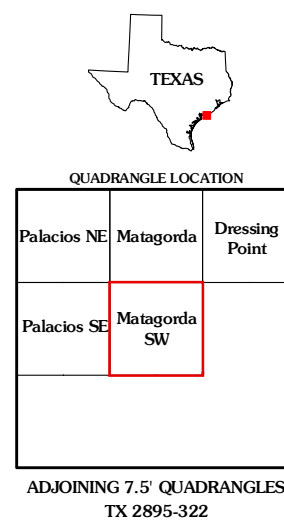 TEXAS
QUADRANGLE LOCATION
Palacios NE
Matagorda
Dressing
Point
Palacios SE
Matagorda
SW
ADJOINING 7.5' QUADRANGLES
TX 2895-322